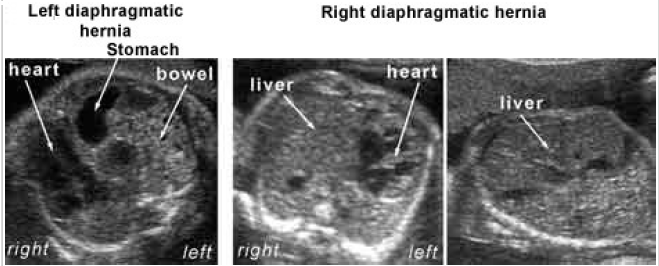 Left diaphragmatic
hernia
Stomach
heart
bowel
right
left
Right diaphragmatic hernia
liver
heart
right
left
liver